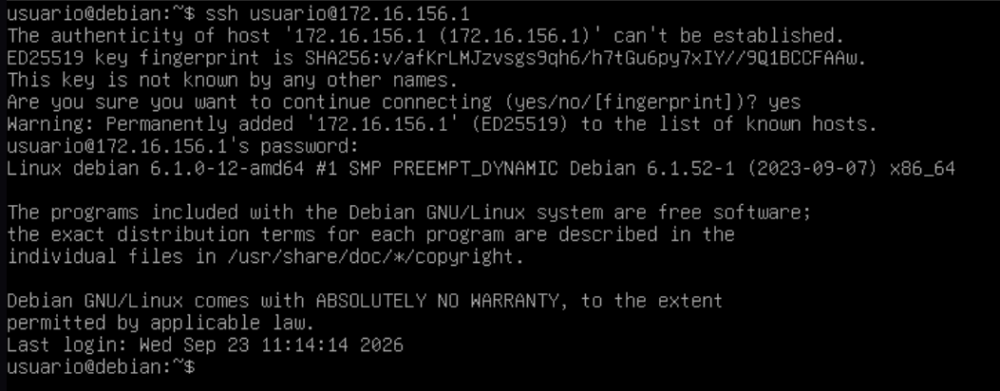 usuario@debian:~$ ssh usuario@172.16.156.1
The authenticity of host '172.16.156.1 (172.16.156.1)' can't be established.
ED25519 key fingerprint is SHA256:v/afKrLMJzvsgs9qh6/h7tGu6py7xIY//9Q1BCCFAAw.
This key is not known by any other names.
Are you sure you want to continue connecting (yes/no/[fingerprint])? yes
Warning: Permanently added '172.16.156.1' (ED25519) to the list of known hosts.
usuario@172.16.156.1's password:
Linux debian 6.1.0-12-amd64 #1 SMP PREEMPT_DYNAMIC Debian 6.1.52-1 (2023-09-07) x86_64
The programs included with the Debian GNU/Linux system are free software;
the exact distribution terms for each program are described in the
individual files in /usr/share/doc/*/copyright.
Debian GNU/Linux comes with ABSOLUTELY NO WARRANTY, to the extent
permitted by applicable law.
Last login: Wed Sep 23 11:14:14 2026
usuario@debian:~$